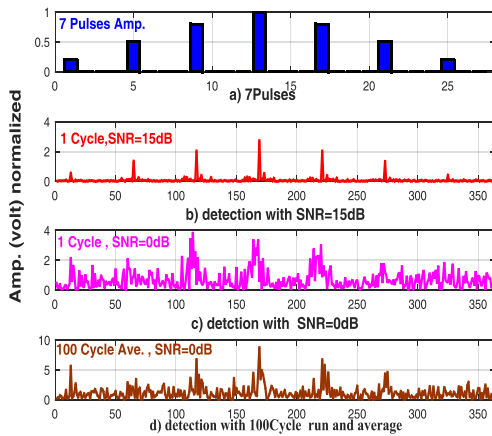 Amp. (volt) normalized
1
0.5
0
7 Pulses Amp.
0 5 10 15 20 25
a) 7Pulses
4
2
0
1 Cycle,SNR=15dB
0 50 100 150 200 250 300 350
b) detection with SNR=15dB
4
2
0
1 Cycle , SNR=0dB
0 50 100 150 200 250 300 350
c) detction with SNR=0dB
10
5
0
100 Cycle Ave. , SNR=0dB
0 50 100 150 200 250 300 350
d) detection with 100Cycle run and average